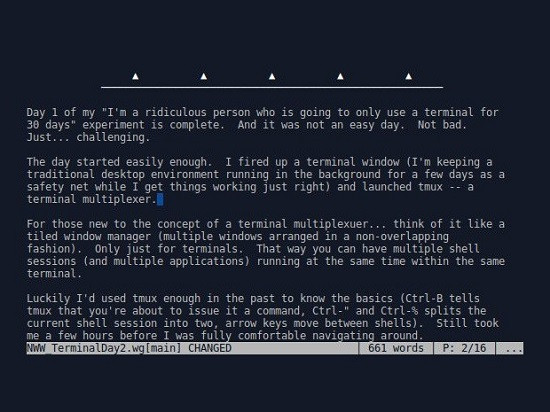 Day 1 of my "I'm a ridiculous person who is going to only use a terminal for
30 days" experiment is complete.  And it was not an easy day.  Not bad.
Just... challenging.
The day started easily enough.  I fired up a terminal window (I'm keeping a
traditional desktop environment running in the background for a few days as a
safety net while I get things working just right) and launched tmux -- a
terminal multiplexer.
For those new to the concept of a terminal multiplexuer... think of it like a
tiled window manager (multiple windows arranged in a non-overlapping
fashion).  Only just for terminals.  That way you can have multiple shell
sessions (and multiple applications) running at the same time within the same
terminal.
Luckily I'd used tmux enough in the past to know the basics (Ctrl-B tells
tmux that you're about to issue it a command, Ctrl-" and Ctrl-% splits the
current shell session into two, arrow keys move between shells).  Still took
me a few hours before I was fully comfortable navigating around.
NWW_TerminalDay2.wg[main] CHANGED | 661 words | P: 2/16 | ...